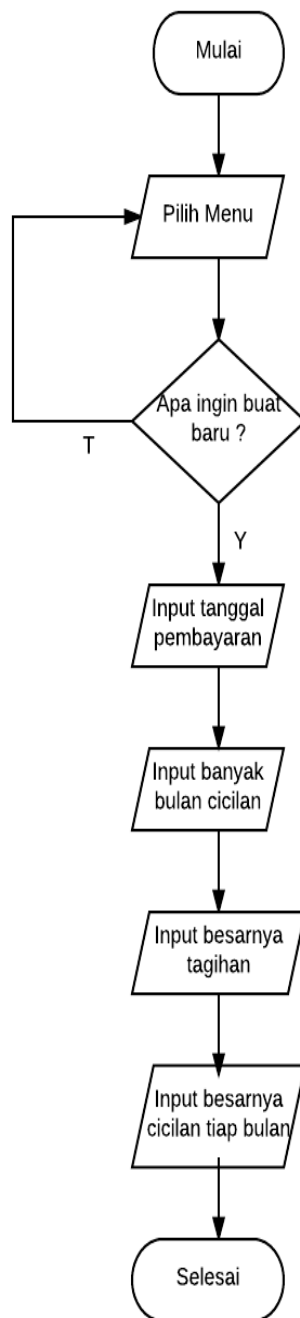 Mulai
Pilih Menu
Apa ingin buat
baru ?
T
Y
Input tanggal
pembayaran
Input banyak
bulan cicilan
Input besarnya
tagihan
Input besarnya
cicilan tiap bulan
Selesai